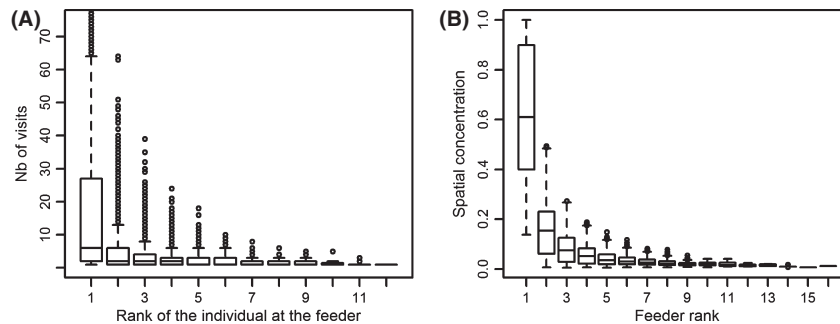 (A)
Nb of visits
70
60
50
40
30
20
10
1 3 5 7 9 11
Rank of the individual at the feeder
(B)
Spatial concentration
1.0
0.8
0.6
0.4
0.2
0.0
1 3 5 7 9 11 13 15
Feeder rank